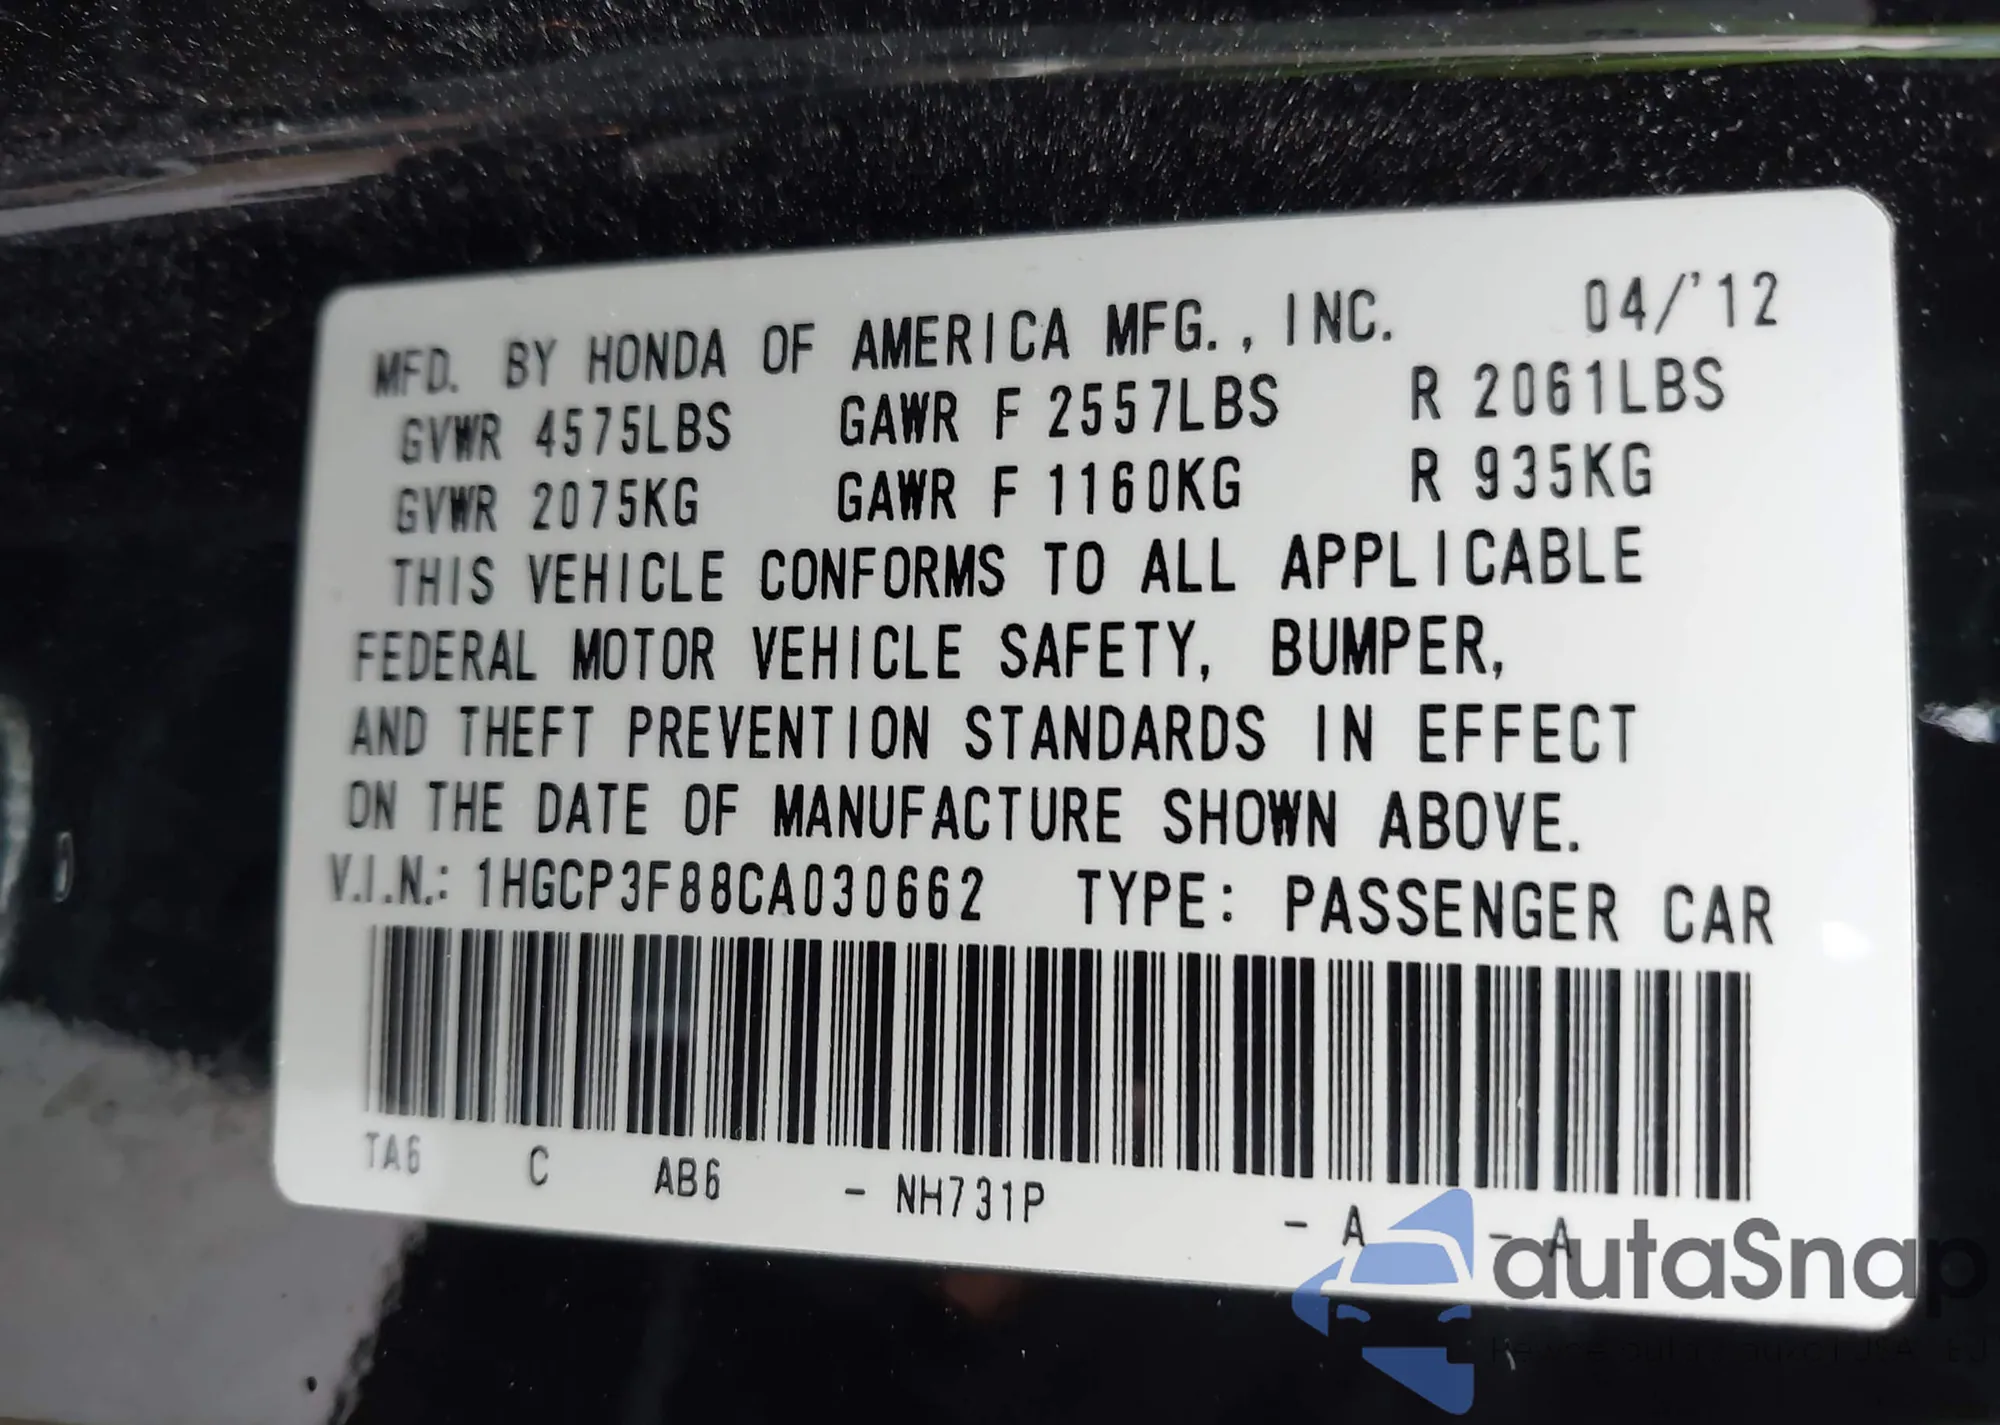 MFD. BY HONDA OF AMERICA MFG., INC. 04/'12
GVWR 4575LBS GAWR F 2557LBS R 2061LBS
GVWR 2075KG GAWR F 1160KG R 935KG
THIS VEHICLE CONFORMS TO ALL APPLICABLE
FEDERAL MOTOR VEHICLE SAFETY, BUMPER,
AND THEFT PREVENTION STANDARDS IN EFFECT
ON THE DATE OF MANUFACTURE SHOWN ABOVE.
V.I.N.: 1HGCP3F88CA030662 TYPE: PASSENGER CAR
TA6 C AB6 - NH731P - A - A
autaSnap